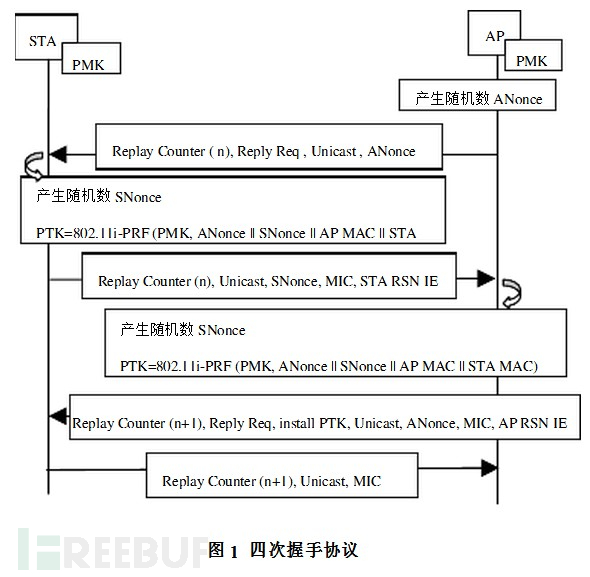 STA
PMK
AP
PMK
产生随机数 ANonce
Replay Counter ( n), Reply Req , Unicast , ANonce
产生随机数 SNonce
PTK=802.11i-PRF (PMK, ANonce || SNonce || AP MAC || STA
Replay Counter (n), Unicast, SNonce, MIC, STA RSN IE
产生随机数 SNonce
PTK=802.11i-PRF (PMK, ANonce || SNonce || AP MAC || STA MAC)
Replay Counter (n+1), Reply Req, install PTK, Unicast, ANonce, MIC, AP RSN IE
Replay Counter (n+1), Unicast, MIC
FREEBUF
图 1 四次握手协议